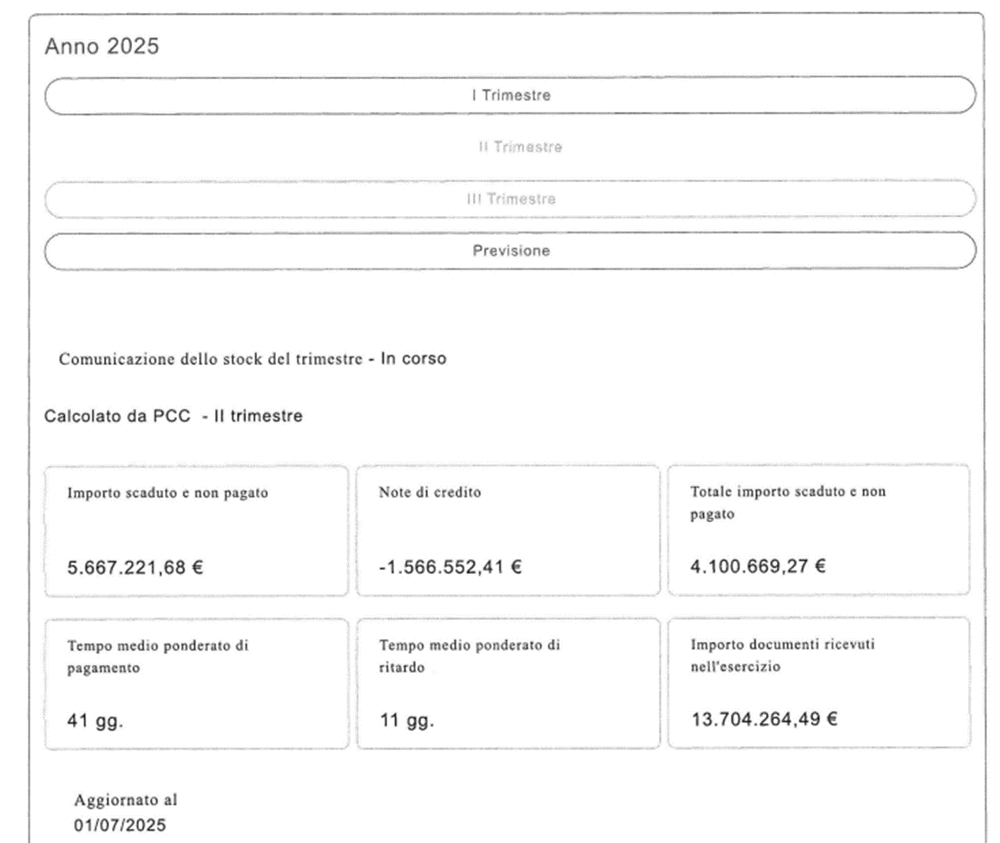 Anno 2025
I Trimestre
II Trimestre
III Trimestre
Previsione
Comunicazione dello stock del trimestre - In corso
Calcolato da PCC - II trimestre
Importo scaduto e non pagato
5.667.221,68 €
Note di credito
-1.566.552,41 €
Totale importo scaduto e non
pagato
4.100.669,27 €
Tempo medio ponderato di
pagamento
41 gg.
Tempo medio ponderato di
ritardo
11 gg.
Importo documenti ricevuti
nell'esercizio
13.704.264,49 €
Aggiornato al
01/07/2025